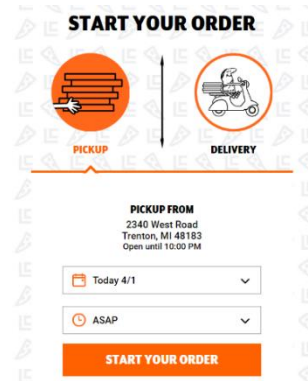 START YOUR ORDER
PICKUP
DELIVERY
PICKUP FROM
2340 West Road
Trenton, MI 48183
Open until 10:00 PM
Today 4/1
ASAP
START YOUR ORDER